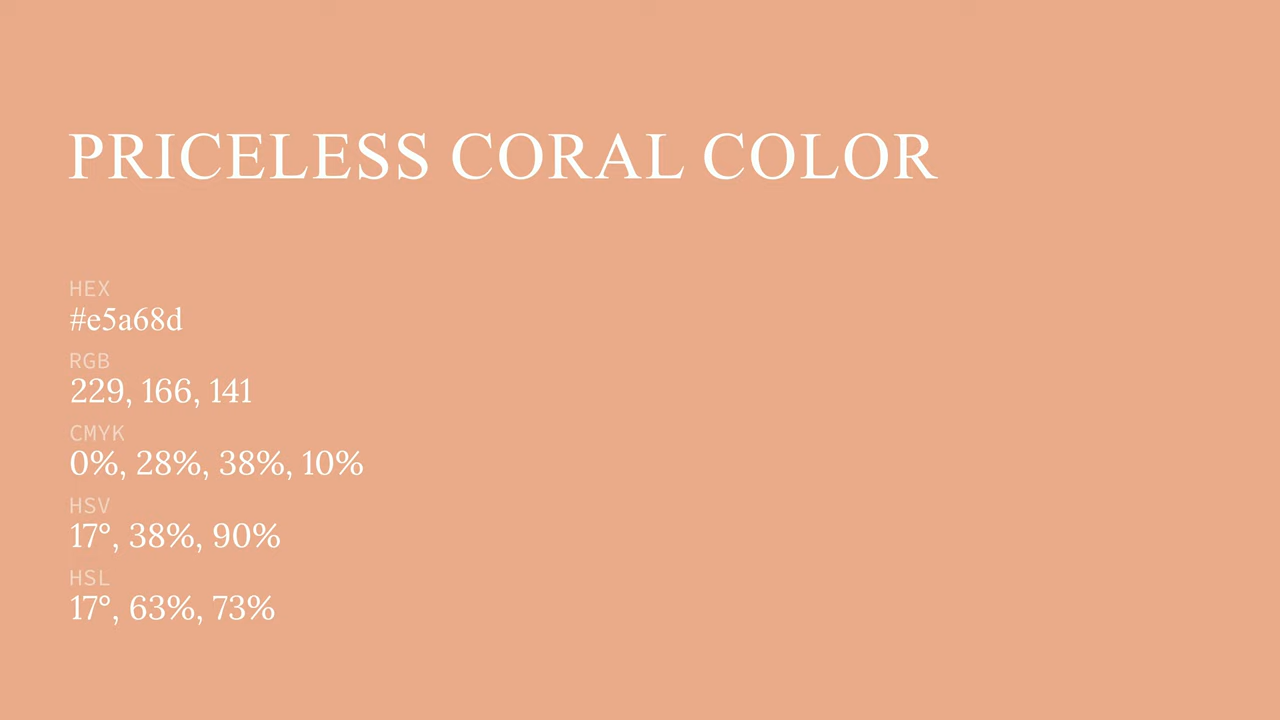 PRICELESS CORAL COLOR
HEX
#e5a68d
RGB
229, 166, 141
CMYK
0%, 28%, 38%, 10%
HSV
17°, 38%, 90%
HSL
17°, 63%, 73%